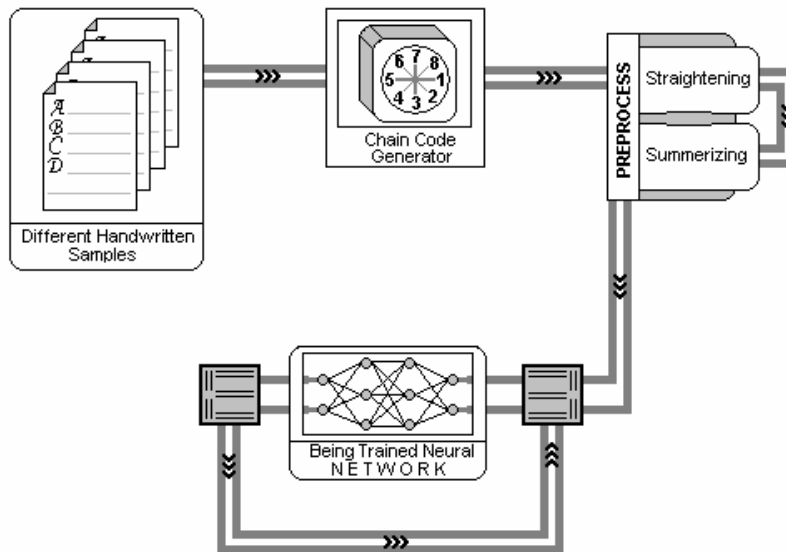 A
B
C
D
Different Handwritten
Samples
6 7 8
5 1
4 3 2
Chain Code
Generator
PREPROCESS
Straightening
Summerizing
Being Trained Neural
NETWORK